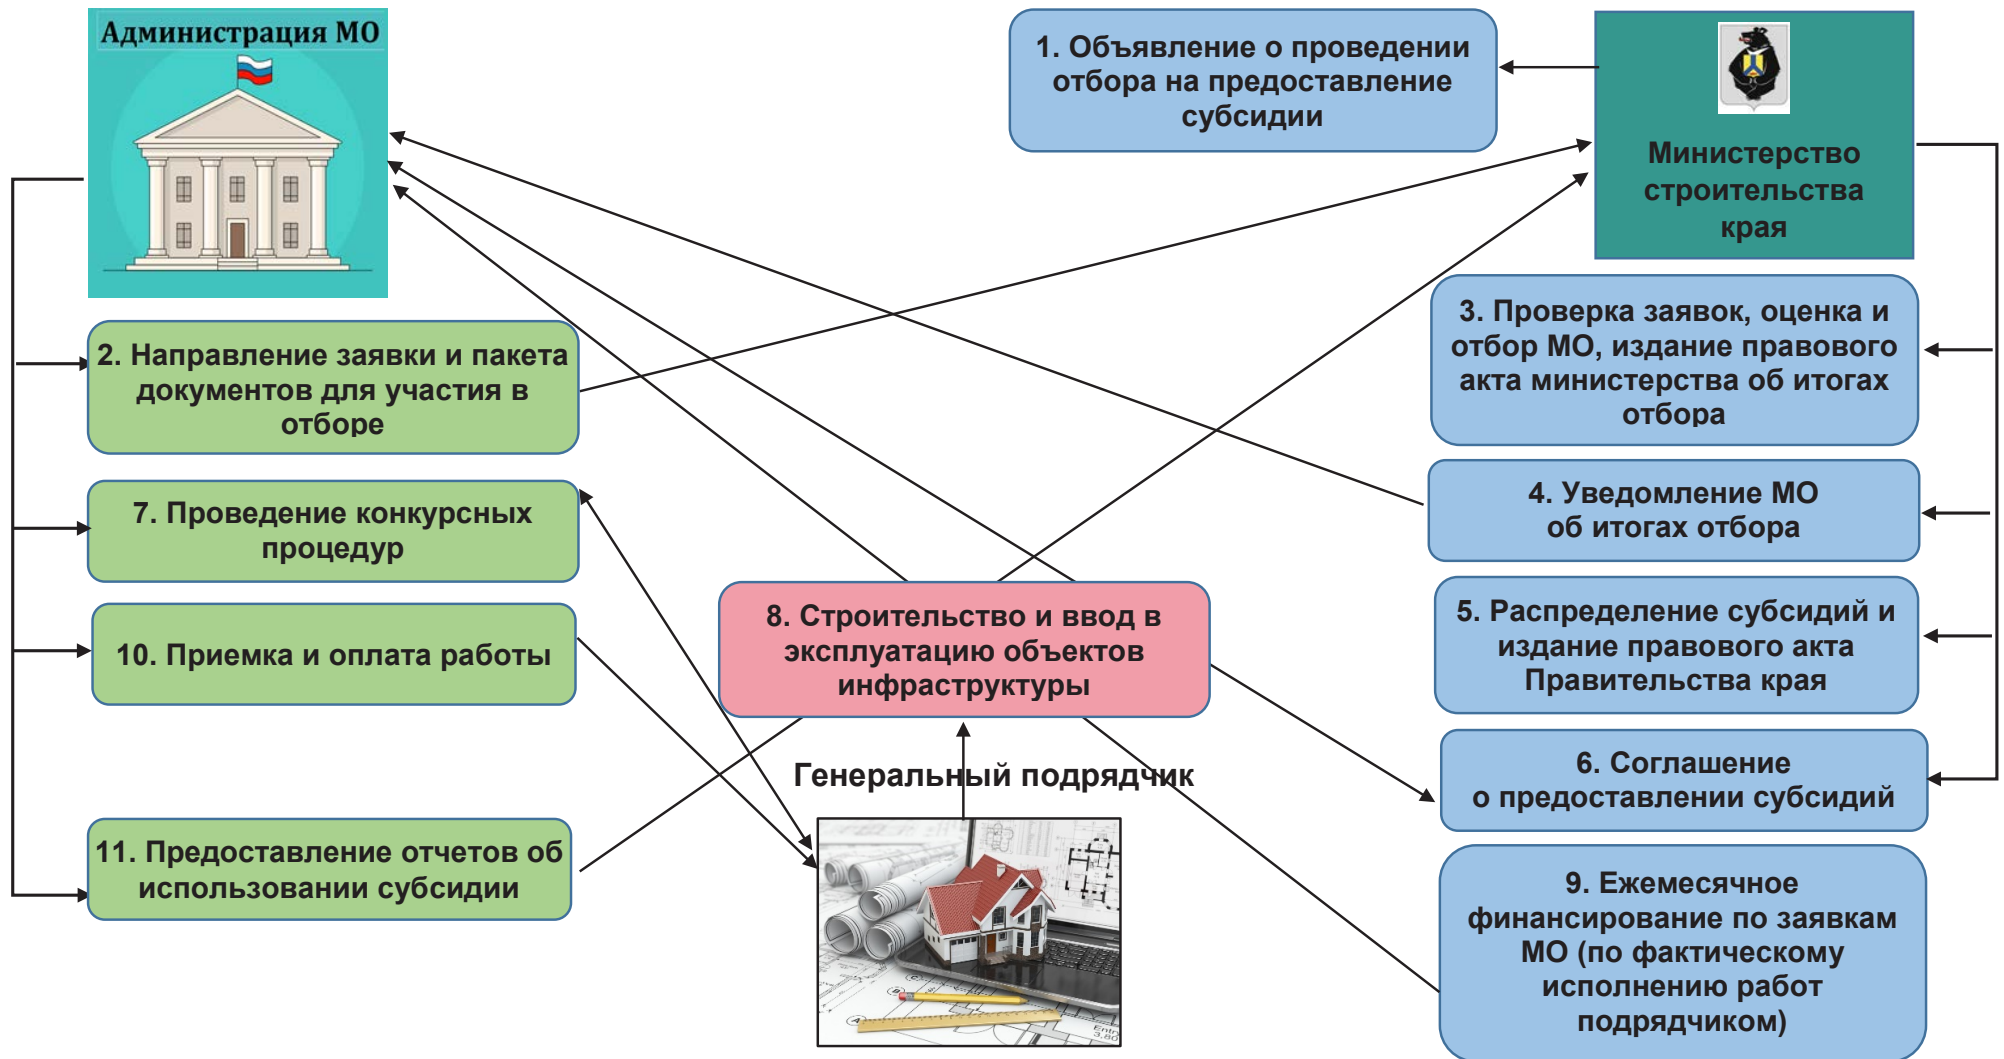 Администрация МО
1. Объявление о проведении
отбора на предоставление
субсидии
Министерство
строительства
края
2. Направление заявки и пакета
документов для участия в
отборе
3. Проверка заявок, оценка и
отбор МО, издание правового
акта министерства об итогах
отбора
7. Проведение конкурсных
процедур
4. Уведомление МО
об итогах отбора
10. Приемка и оплата работы
8. Строительство и ввод в
эксплуатацию объектов
инфраструктуры
5. Распределение субсидий и
издание правового акта
Правительства края
Генеральный подрядчик
6. Соглашение
о предоставлении субсидий
11. Предоставление отчетов об
использовании субсидии
9. Ежемесячное
финансирование по заявкам
МО (по фактическому
исполнению работ
подрядчиком)